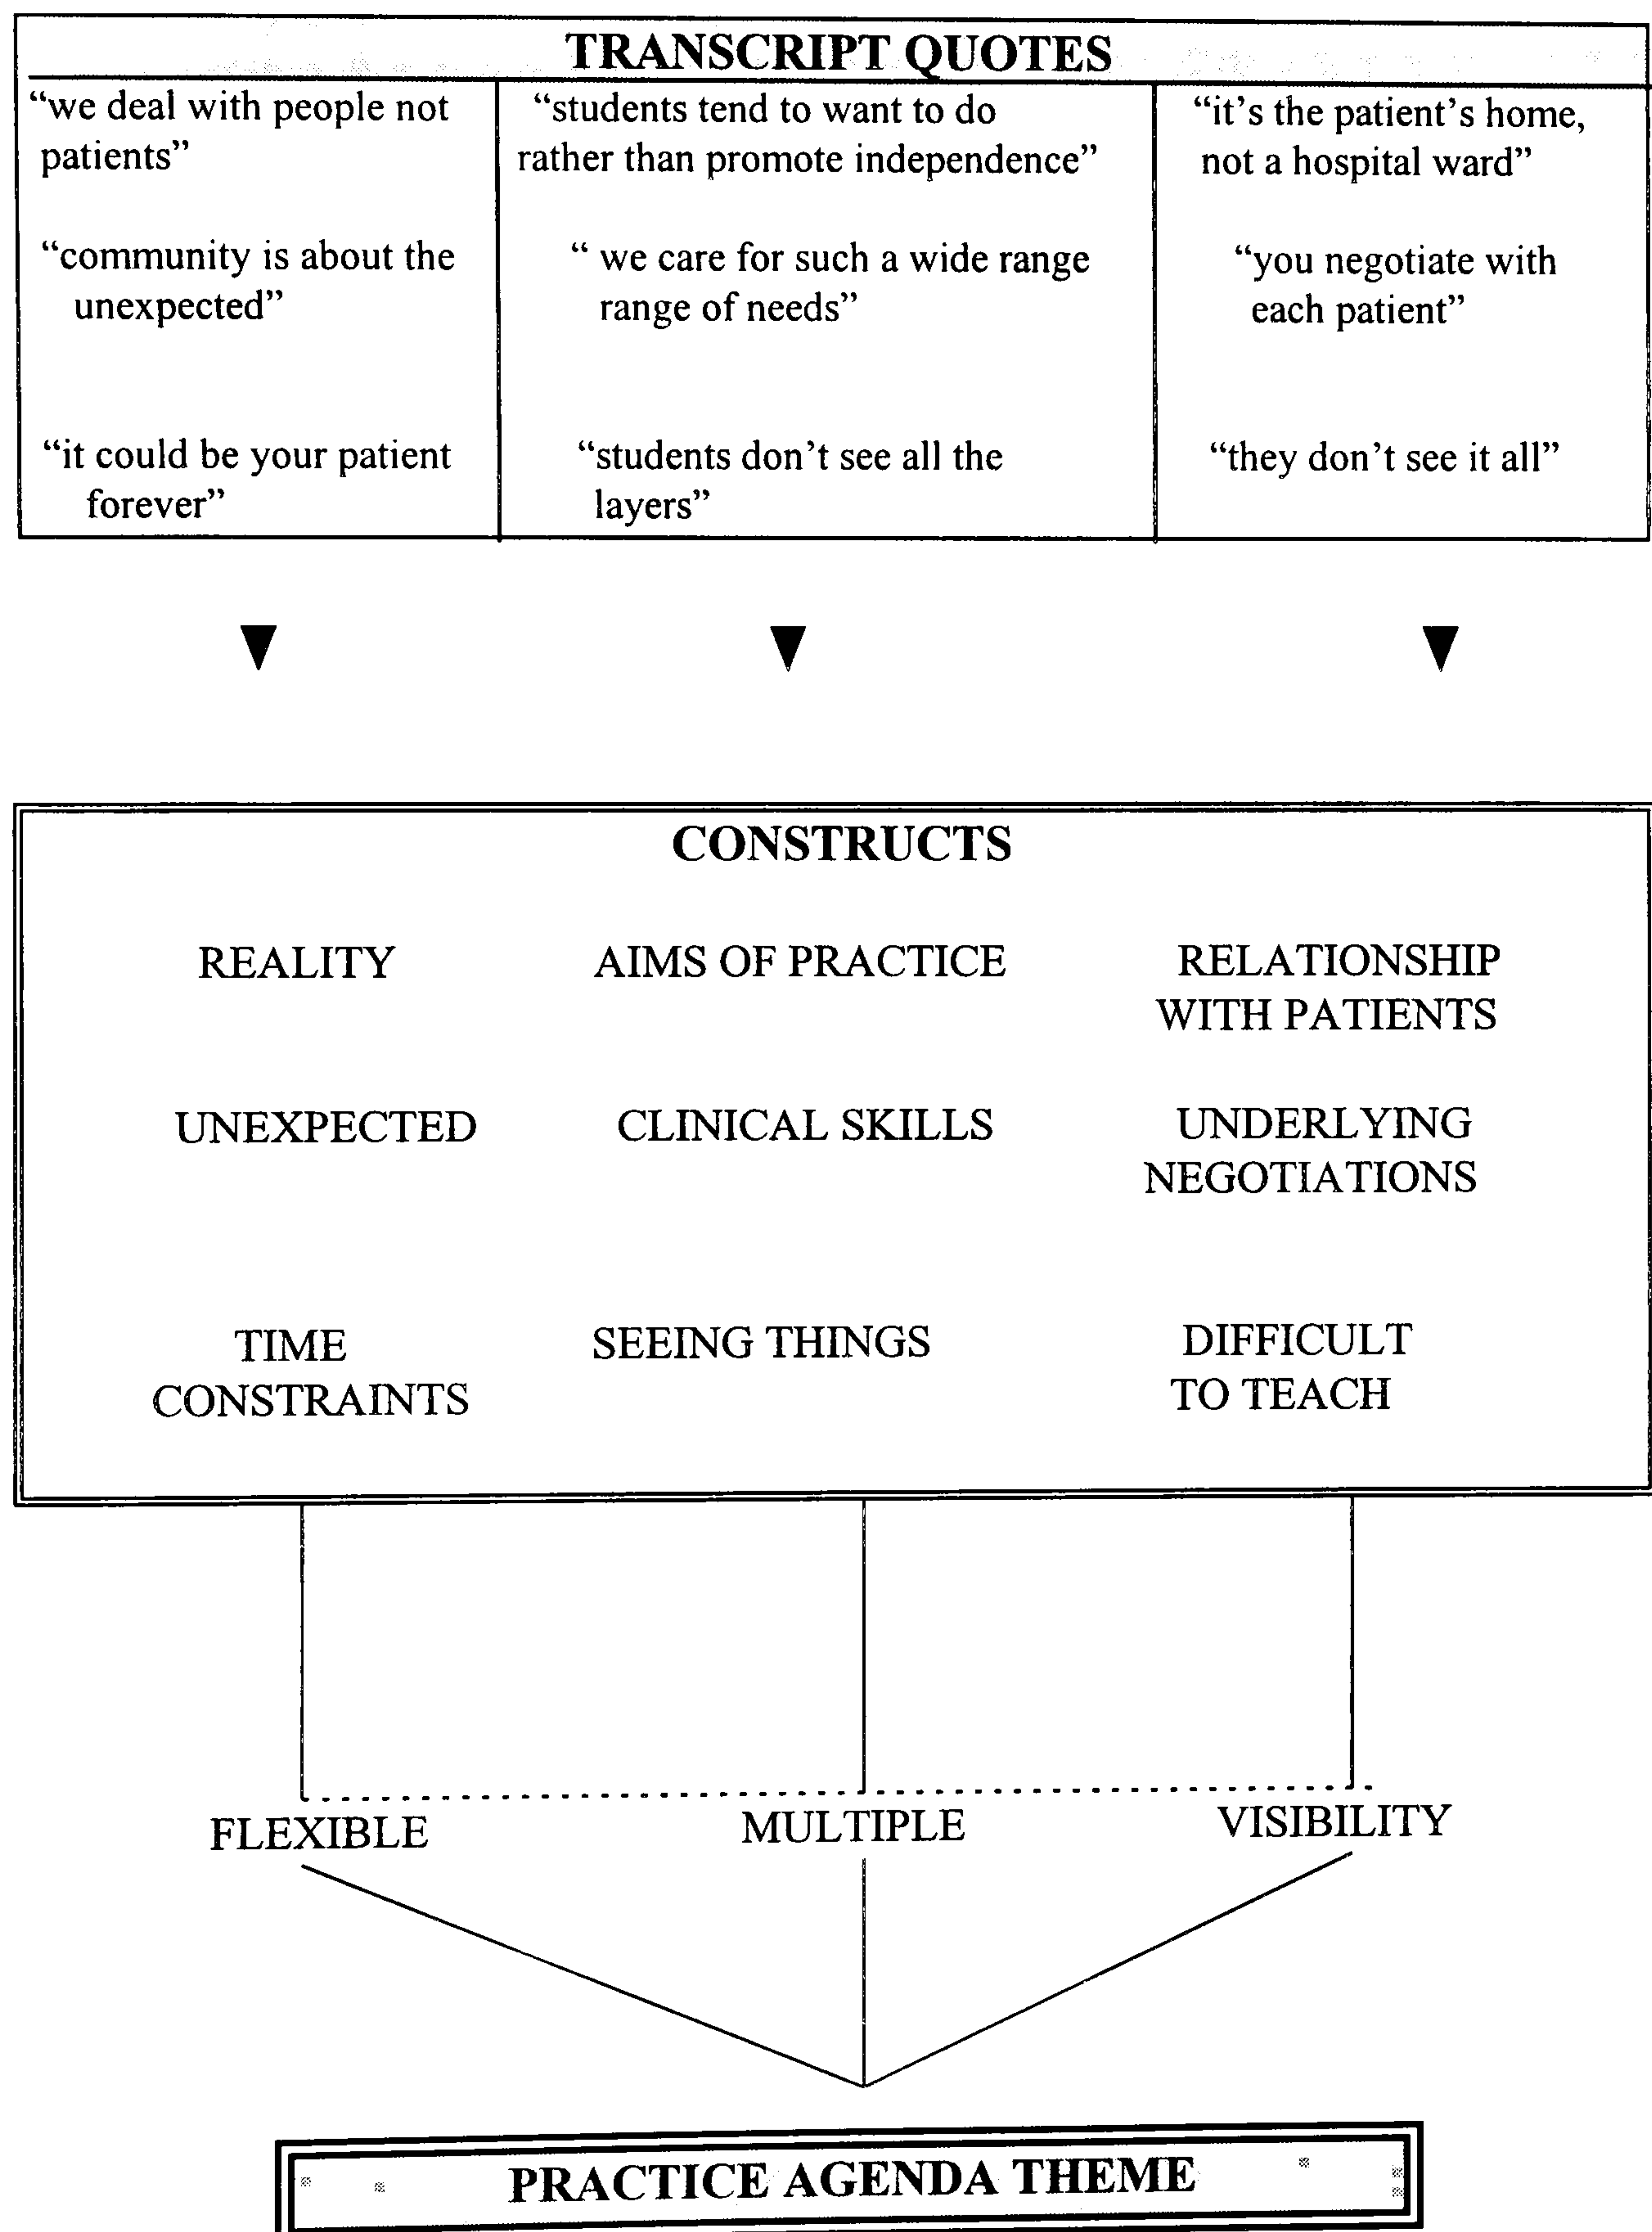 TRANSCRIPT QUOTES
“we deal with people not
patients”
“students tend to want to do
rather than promote independence”
“it’s the patient’s home,
not a hospital ward”
“community is about the
unexpected”
“ we care for such a wide range
range of needs”
“you negotiate with
each patient”
“it could be your patient
forever”
“students don’t see all the
layers”
“they don’t see it all”
CONSTRUCTS
REALITY
AIMS OF PRACTICE
RELATIONSHIP
WITH PATIENTS
UNEXPECTED
CLINICAL SKILLS
UNDERLYING
NEGOTIATIONS
TIME
CONSTRAINTS
SEEING THINGS
DIFFICULT
TO TEACH
FLEXIBLE
MULTIPLE
VISIBILITY
PRACTICE AGENDA THEME